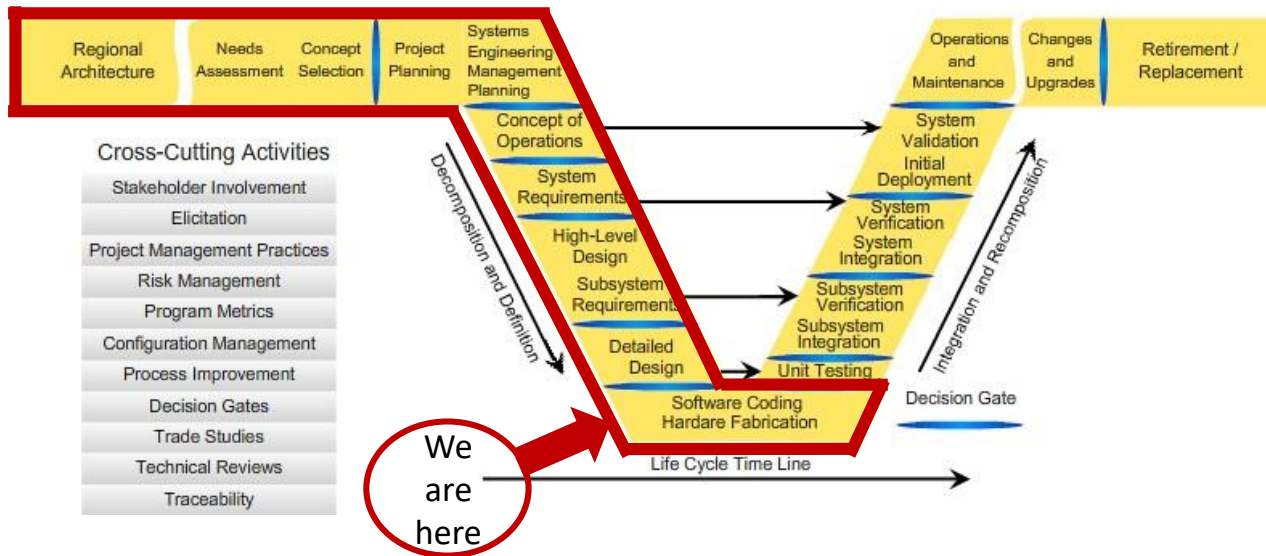 Regional
Architecture
Needs
Assessment
Concept
Selection
Project
Planning
Systems
Engineering
Management
Planning
Concept of
Operations
System
Requirements
High-Level
Design
Subsystem
Requirements
Detailed
Design
Software Coding
Hardare Fabrication
Unit Testing
Subsystem
Integration
Subsystem
Verification
System
Integration
System
Verification
Initial
Deployment
System
Validation
Operations
and
Maintenance
Changes
and
Upgrades
Retirement /
Replacement
Decomposition and Definition
Integration and Recomposition
Cross-Cutting Activities
Stakeholder Involvement
Elicitation
Project Management Practices
Risk Management
Program Metrics
Configuration Management
Process Improvement
Decision Gates
Trade Studies
Technical Reviews
Traceability
We
are
here
Life Cycle Time Line
Decision Gate